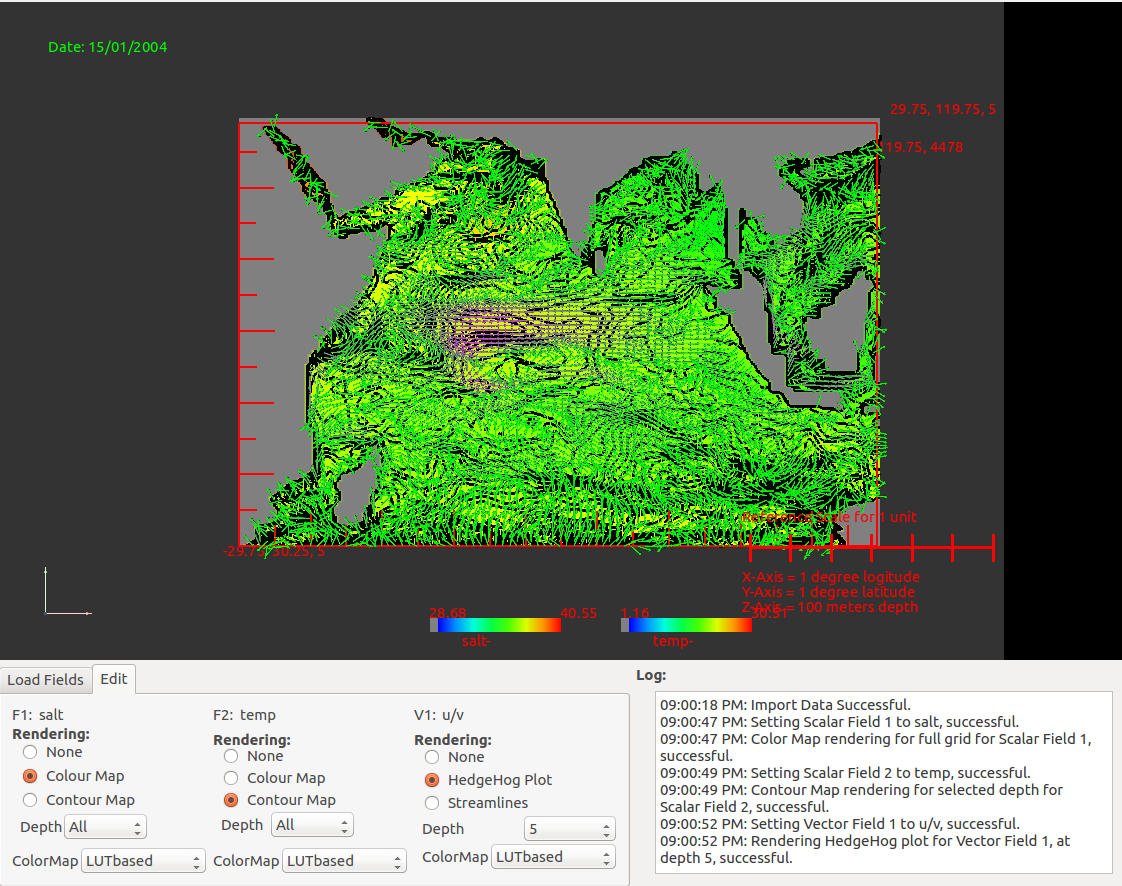 Date: 15/01/2004
29.75, 119.75, 5
119.75, 4478
Reference scale for 1 unit
-29.75, 30.25, 5
X-Axis = 1 degree logitude
Y-Axis = 1 degree latitude
Z-Axis = 100 meters depth
28.68 40.55 1.16 30.51
salt- temp-
Load Fields Edit
Log:
F1: salt F2: temp V1: u/v
Rendering: Rendering: Rendering:
None None None
Colour Map Colour Map HedgeHog Plot
Contour Map Contour Map Streamlines
Depth All Depth All Depth 5
ColorMap LUTbased ColorMap LUTbased ColorMap LUTbased
09:00:18 PM: Import Data Successful.
09:00:47 PM: Setting Scalar Field 1 to salt, successful.
09:00:47 PM: Color Map rendering for full grid for Scalar Field 1,
successful.
09:00:49 PM: Setting Scalar Field 2 to temp, successful.
09:00:49 PM: Contour Map rendering for selected depth for
Scalar Field 2, successful.
09:00:52 PM: Setting Vector Field 1 to u/v, successful.
09:00:52 PM: Rendering HedgeHog plot for Vector Field 1, at
depth 5, successful.